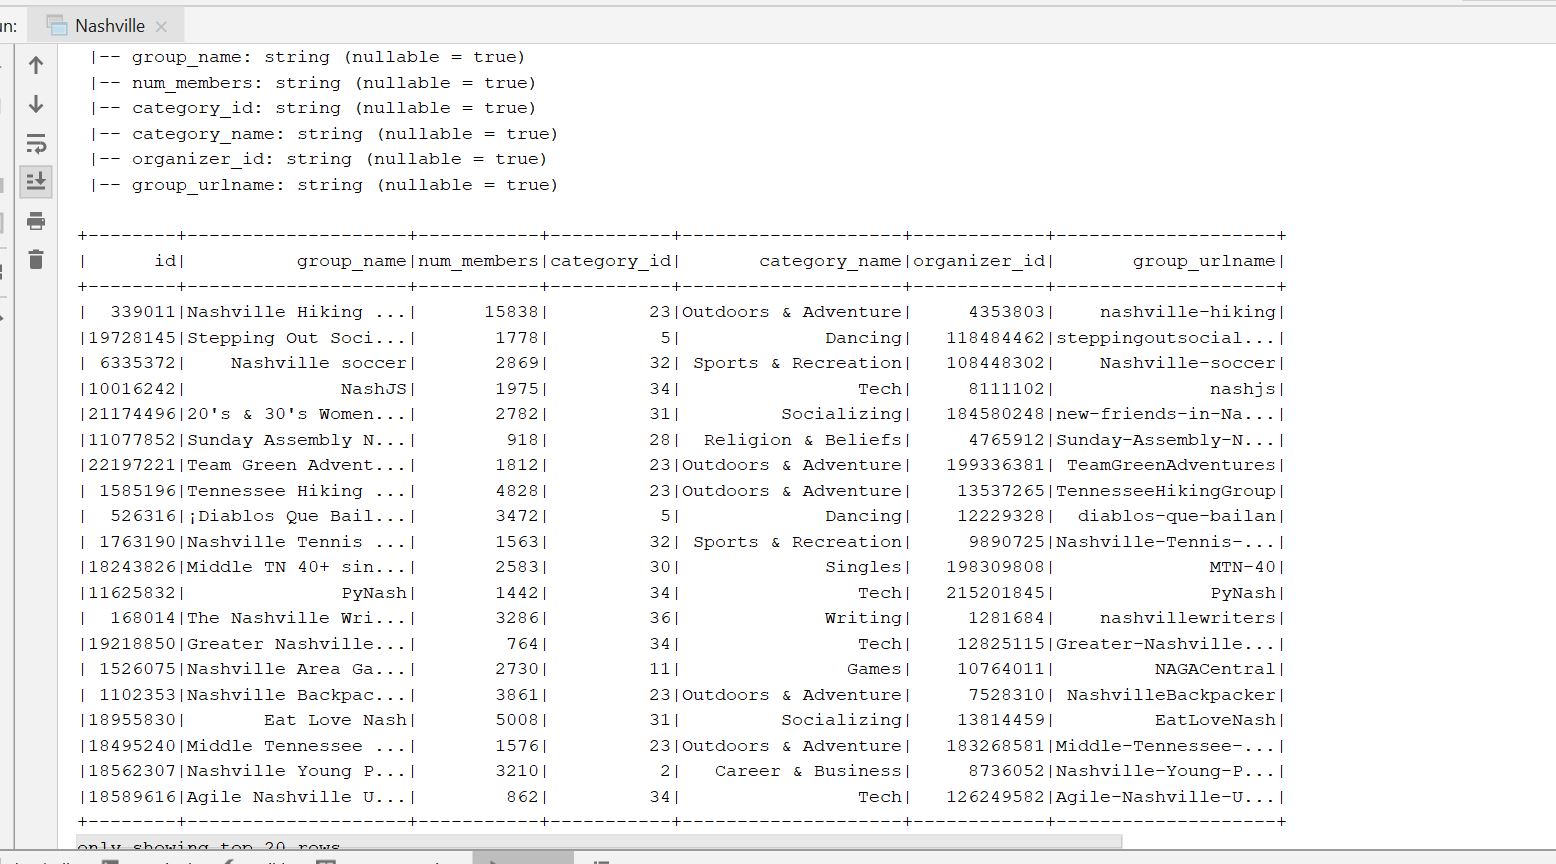 un: Nashville
|-- group_name: string (nullable = true)
|-- num_members: string (nullable = true)
|-- category_id: string (nullable = true)
|-- category_name: string (nullable = true)
|-- organizer_id: string (nullable = true)
|-- group_urlname: string (nullable = true)
+--------+--------------------+-----------+-----------+--------------------+------------+--------------------+
|      id|          group_name|num_members|category_id|       category_name|organizer_id|       group_urlname|
+--------+--------------------+-----------+-----------+--------------------+------------+--------------------+
|  339011|Nashville Hiking ...|      15838|         23|Outdoors & Adventure|     4353803|    nashville-hiking|
|19728145|Stepping Out Soci...|       1778|          5|             Dancing|   118484462|steppingoutsocial...|
| 6335372|    Nashville soccer|       2869|         32| Sports & Recreation|   108448302|    Nashville-soccer|
|10016242|              NashJS|       1975|         34|                Tech|     8111102|              nashjs|
|21174496|20's & 30's Women...|       2782|         31|         Socializing|   184580248|new-friends-in-Na...|
|11077852|Sunday Assembly N...|        918|         28|  Religion & Beliefs|     4765912|Sunday-Assembly-N...|
|22197221|Team Green Advent...|       1812|         23|Outdoors & Adventure|   199336381| TeamGreenAdventures|
| 1585196|Tennessee Hiking ...|       4828|         23|Outdoors & Adventure|    13537265|TennesseeHikingGroup|
|  526316|¡Diablos Que Bail...|       3472|          5|             Dancing|    12229328|  diablos-que-bailan|
| 1763190|Nashville Tennis ...|       1563|         32| Sports & Recreation|     9890725|Nashville-Tennis-...|
|18243826|Middle TN 40+ sin...|       2583|         30|             Singles|   198309808|              MTN-40|
|11625832|              PyNash|       1442|         34|                Tech|   215201845|              PyNash|
|  168014|The Nashville Wri...|       3286|         36|             Writing|     1281684|    nashvillewriters|
|19218850|Greater Nashville...|        764|         34|                Tech|    12825115|Greater-Nashville...|
| 1526075|Nashville Area Ga...|       2730|         11|               Games|    10764011|         NAGACentral|
| 1102353|Nashville Backpac...|       3861|         23|Outdoors & Adventure|     7528310| NashvilleBackpacker|
|18955830|       Eat Love Nash|       5008|         31|         Socializing|    13814459|         EatLoveNash|
|18495240|Middle Tennessee ...|       1576|         23|Outdoors & Adventure|   183268581|Middle-Tennessee-...|
|18562307|Nashville Young P...|       3210|          2|   Career & Business|     8736052|Nashville-Young-P...|
|18589616|Agile Nashville U...|        862|         34|                Tech|   126249582|Agile-Nashville-U...|
+--------+--------------------+-----------+-----------+--------------------+------------+--------------------+
only showing top 20 rows